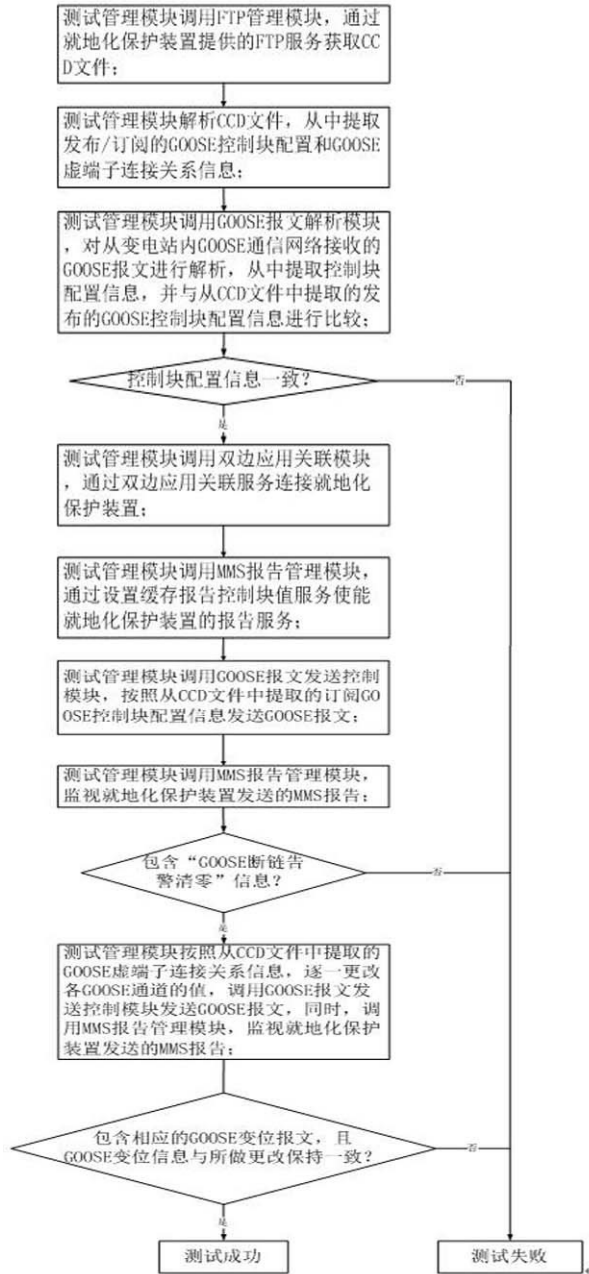 测试管理模块调用FTP管理模块，通过
就地化保护装置提供的FTP服务获取CC
D文件；
测试管理模块解析CCD文件，从中提取
发布/订阅的GOOSE控制块配置和GOOSE
虚端子连接关系信息；
测试管理模块调用GOOSE报文解析模块
，对从变电站内GOOSE通信网络接收的
GOOSE报文进行解析，从中提取控制块
配置信息，并与从CCD文件中提取的发
布的GOOSE控制块配置信息进行比较；
控制块配置信息一致？
否
是
测试管理模块调用双边应用关联模块
，通过双边应用关联服务连接就地化
保护装置；
测试管理模块调用MMS报告管理模块，
通过设置缓存报告控制块值服务使能
就地化保护装置的报告服务；
测试管理模块调用GOOSE报文发送控制
模块，按照从CCD文件中提取的订阅GO
OSE控制块配置信息发送GOOSE报文；
测试管理模块调用MMS报告管理模块，
监视就地化保护装置发送的MMS报告；
包含“GOOSE断链告
警清零”信息？
否
是
测试管理模块按照从CCD文件中提取的
GOOSE虚端子连接关系信息，逐一更改
各GOOSE通道的值，调用GOOSE报文发
送控制模块发送GOOSE报文，同时，调
用MMS报告管理模块，监视就地化保护
装置发送的MMS报告；
包含相应的GOOSE变位报文，且
GOOSE变位信息与所做更改保持一致？
否
是
测试成功
测试失败